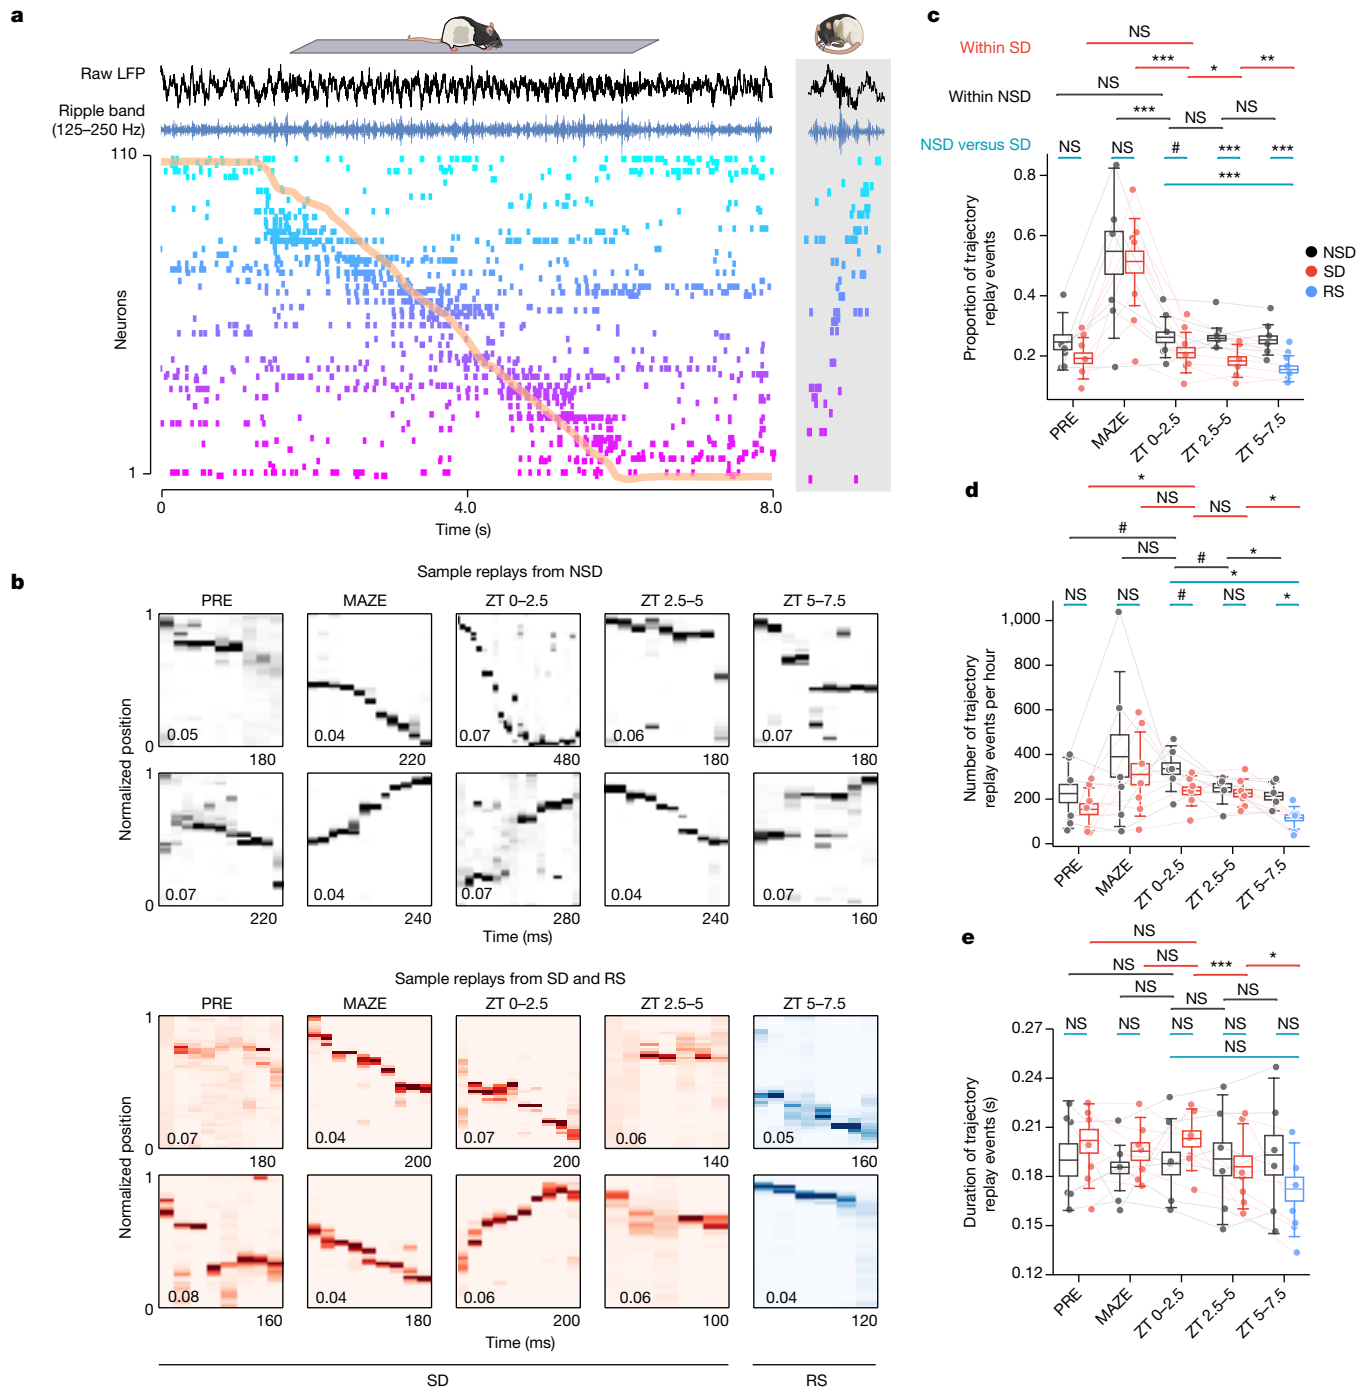 a
Raw LFP
Ripple band
(125–250 Hz)
110
Neurons
1
0
4.0
8.0
Time (s)
b
Sample replays from NSD
PRE
MAZE
ZT 0–2.5
ZT 2.5–5
ZT 5–7.5
1
Normalized position
0
0.05
180
0.04
220
0.07
480
0.06
180
0.07
180
1
0
0.07
220
0.04
240
0.07
280
0.04
240
0.07
160
Time (ms)
Sample replays from SD and RS
PRE
MAZE
ZT 0–2.5
ZT 2.5–5
ZT 5–7.5
1
Normalized position
0
0.07
180
0.04
200
0.07
200
0.06
140
0.05
160
1
0
0.08
160
0.04
180
0.06
200
0.06
100
0.04
120
Time (ms)
SD
RS
c
Within SD
NS
***
*
**
Within NSD
NS
***
NS
NS
NSD versus SD
NS
NS
#
***
***
***
0.8
0.6
0.4
0.2
Proportion of trajectory
replay events
PRE
MAZE
ZT 0–2.5
ZT 2.5–5
ZT 5–7.5
NSD
SD
RS
d
*
NS
NS
*
#
NS
#
*
*
NS
NS
#
NS
*
1,000
800
600
400
200
0
Number of trajectory
replay events per hour
PRE
MAZE
ZT 0–2.5
ZT 2.5–5
ZT 5–7.5
e
NS
NS
NS
***
*
NS
NS
NS
NS
NS
NS
NS
NS
NS
0.27
0.24
0.21
0.18
0.15
0.12
Duration of trajectory
replay events (s)
PRE
MAZE
ZT 0–2.5
ZT 2.5–5
ZT 5–7.5